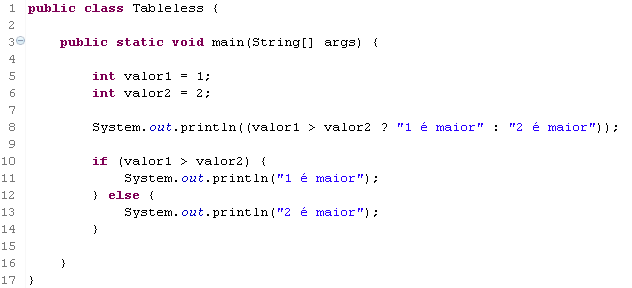 1 public class Tableless {
2
3 public static void main(String[] args) {
4
5 int valor1 = 1;
6 int valor2 = 2;
7
8 System.out.println((valor1 > valor2 ? "1 é maior" : "2 é maior"));
9
10 if (valor1 > valor2) {
11 System.out.println("1 é maior");
12 } else {
13 System.out.println("2 é maior");
14 }
15
16 }
17 }